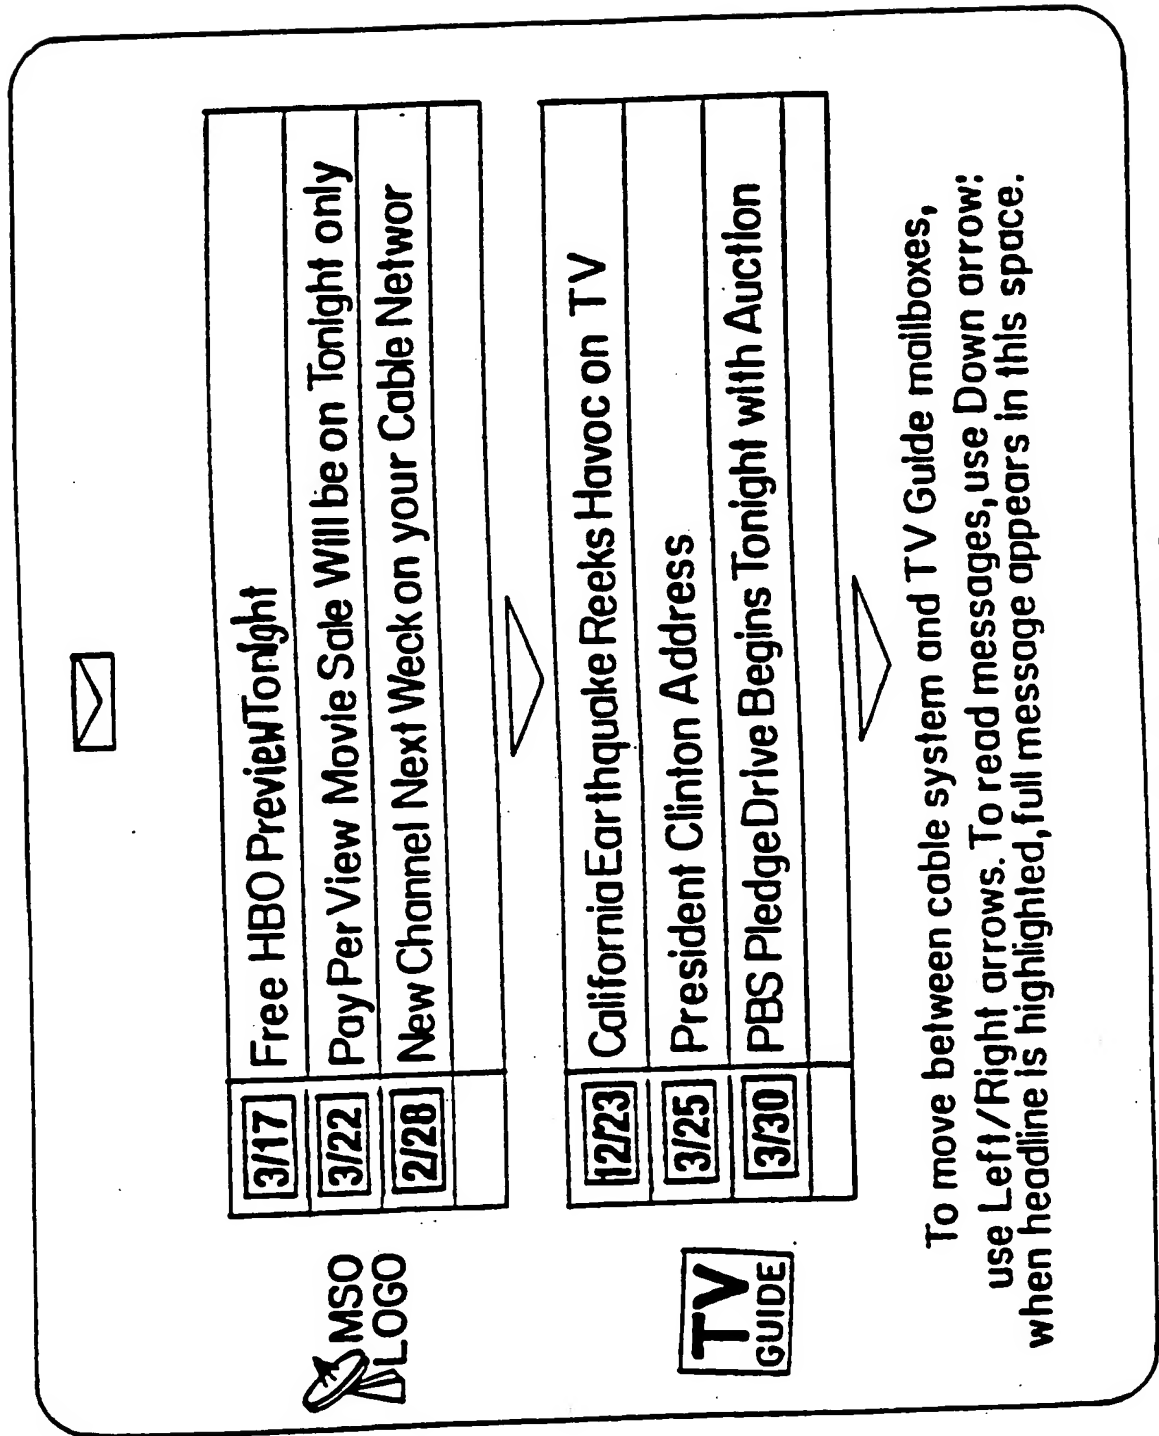 MSO
LOGO
3/17 Free HBO Preview Tonight
3/22 Pay Per View Movie Sale Will be on Tonight only
2/28 New Channel Next Weck on your Cable Networ
TV
GUIDE
12/23 California Earthquake Reeks Havoc on TV
3/25 President Clinton Address
3/30 PBS Pledge Drive Begins Tonight with Auction
To move between cable system and TV Guide mailboxes,
use Left/Right arrows. To read messages, use Down arrow:
when headline is highlighted, full message appears in this space.